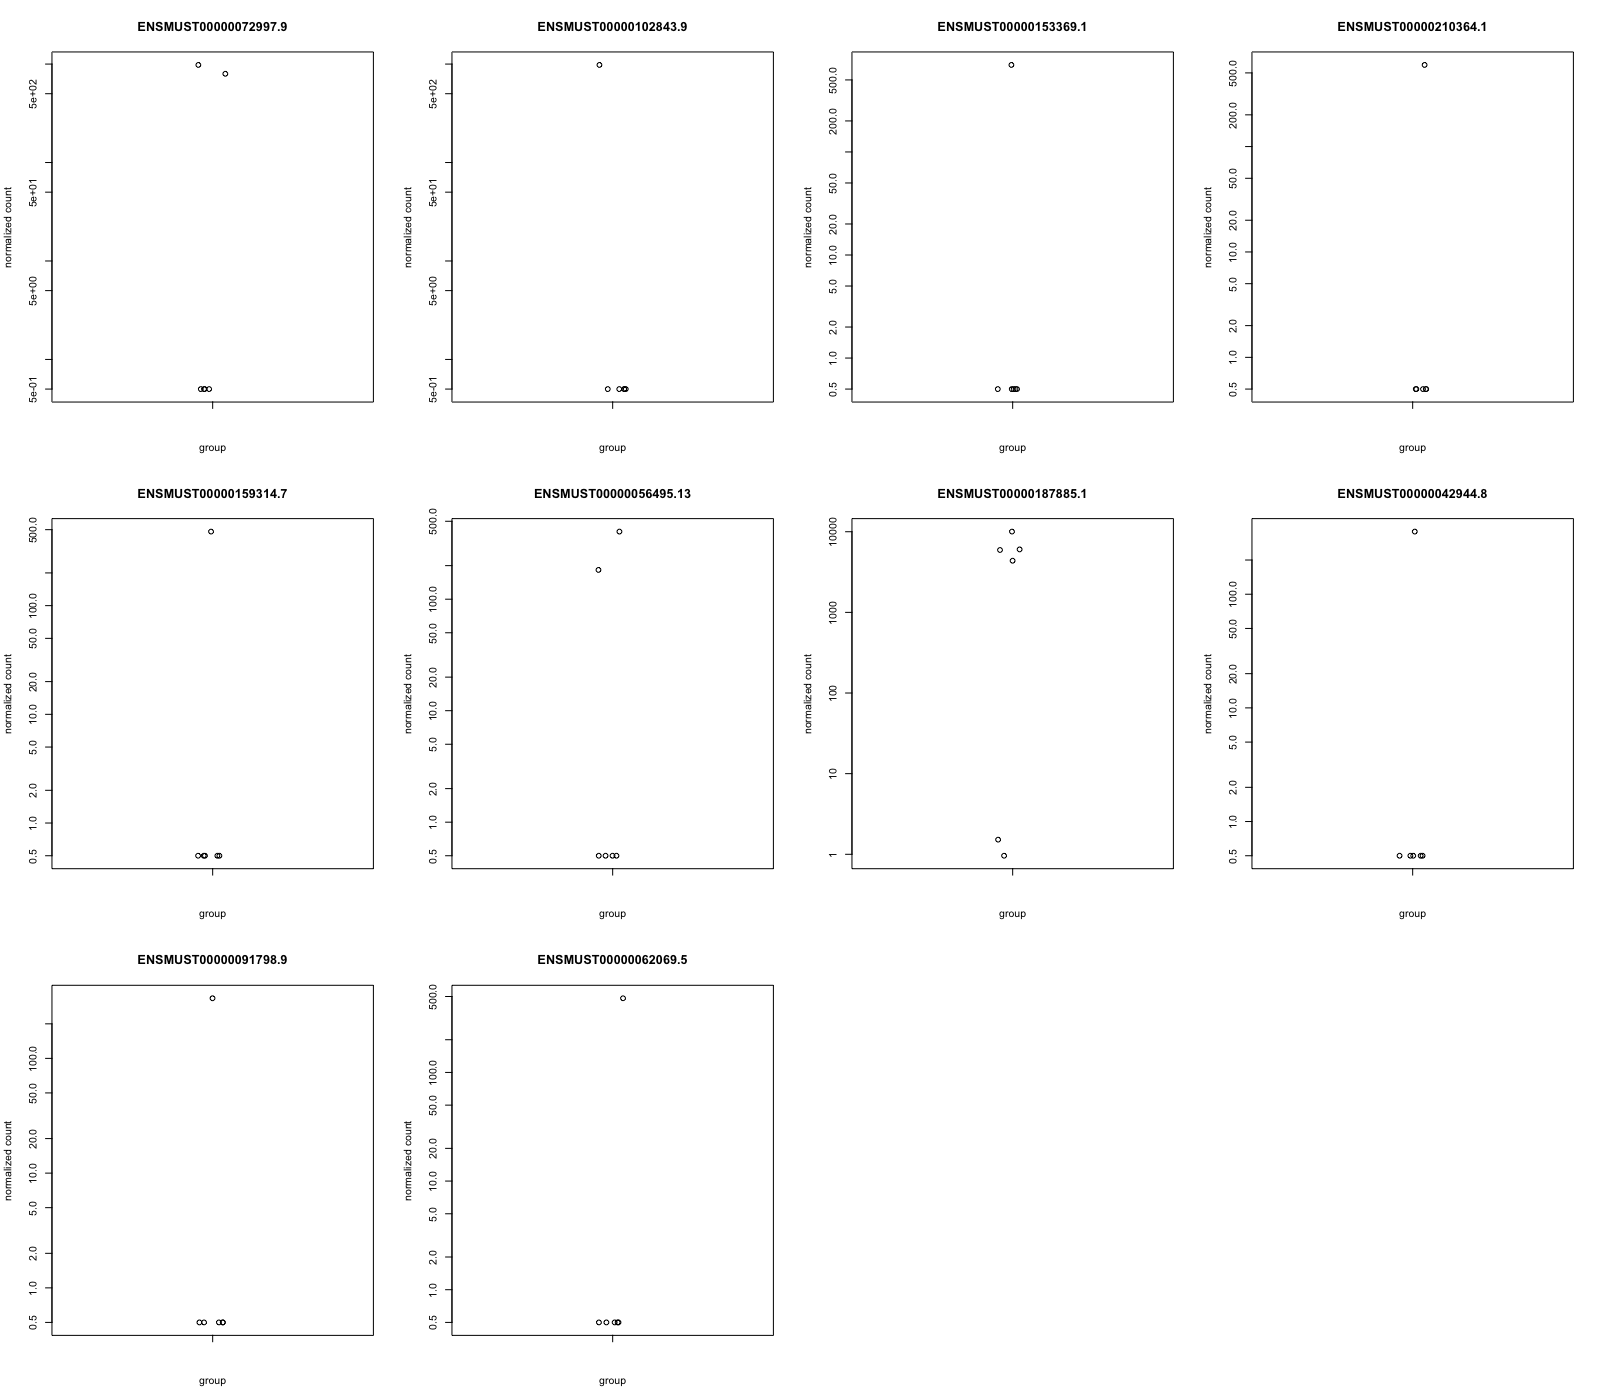 ENSMUST00000072997.9
normalized count
5e-01
5e+00
5e+01
5e+02
group
ENSMUST00000102843.9
normalized count
5e-01
5e+00
5e+01
5e+02
group
ENSMUST00000153369.1
normalized count
0.5
1.0
2.0
5.0
10.0
20.0
50.0
200.0
500.0
group
ENSMUST00000210364.1
normalized count
0.5
1.0
2.0
5.0
10.0
20.0
50.0
200.0
500.0
group
ENSMUST00000159314.7
normalized count
0.5
1.0
2.0
5.0
10.0
20.0
50.0
100.0
500.0
group
ENSMUST00000056495.13
normalized count
0.5
1.0
2.0
5.0
10.0
20.0
50.0
100.0
500.0
group
ENSMUST00000187885.1
normalized count
1
10
100
1000
10000
group
ENSMUST00000042944.8
normalized count
0.5
1.0
2.0
5.0
10.0
20.0
50.0
100.0
group
ENSMUST00000091798.9
normalized count
0.5
1.0
2.0
5.0
10.0
20.0
50.0
100.0
group
ENSMUST00000062069.5
normalized count
0.5
1.0
2.0
5.0
10.0
20.0
50.0
100.0
500.0
group